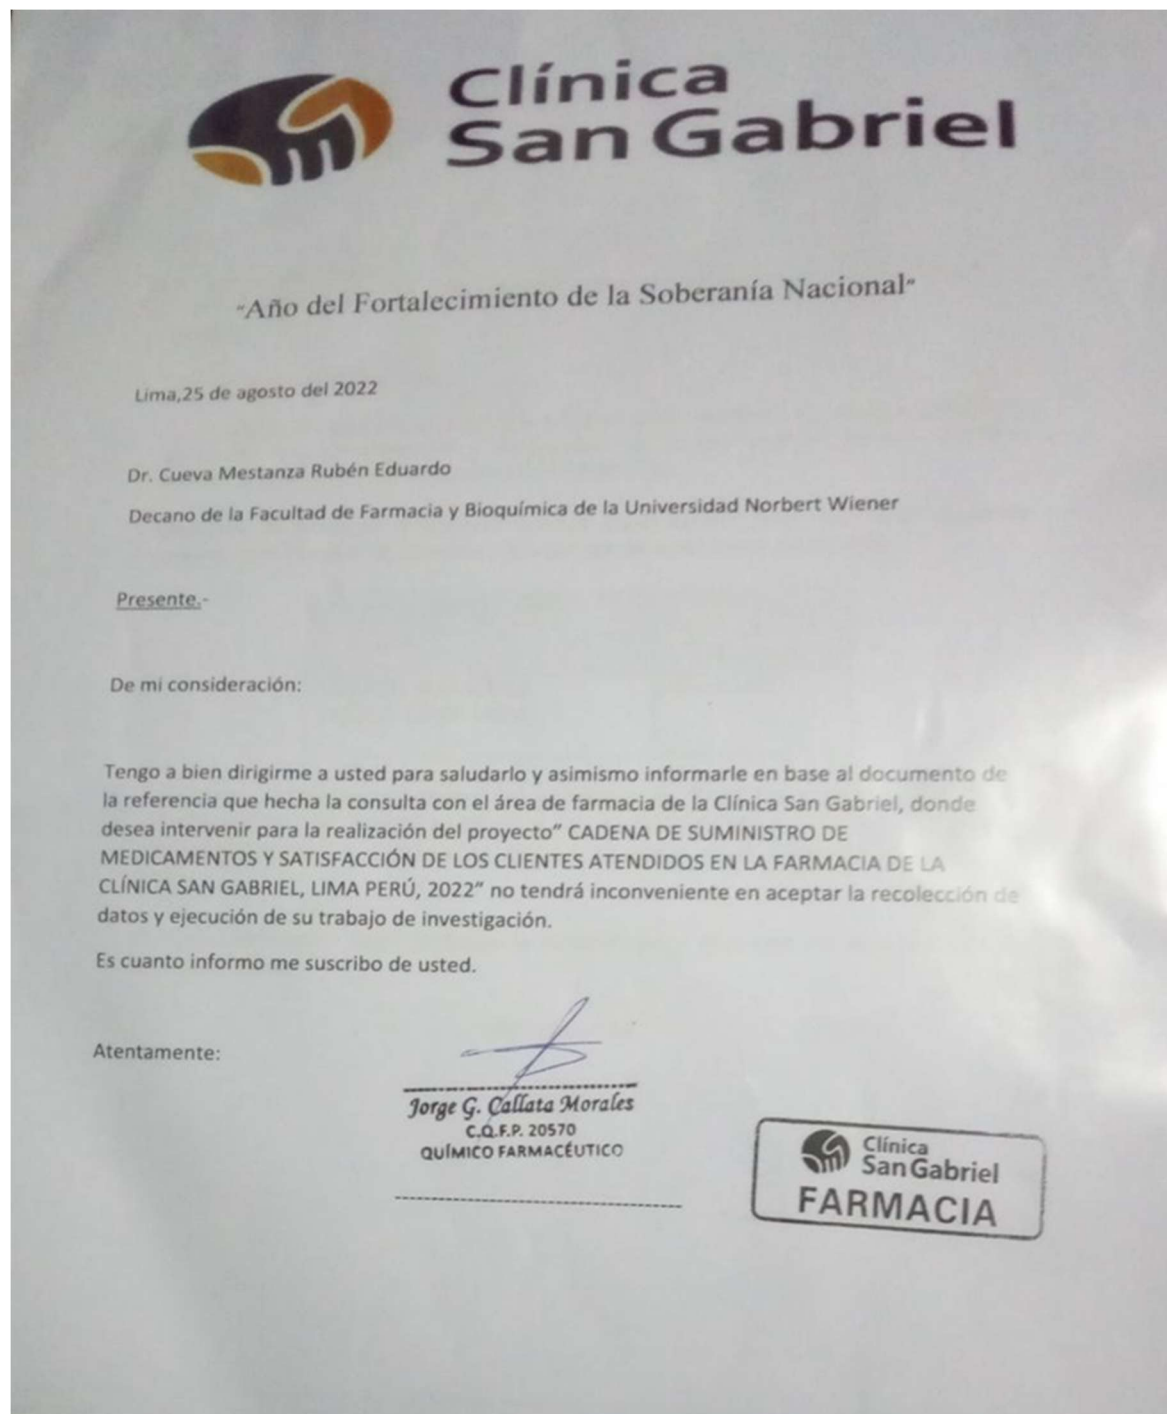 Clínica
San Gabriel
"Año del Fortalecimiento de la Soberanía Nacional"
Lima,25 de agosto del 2022
Dr. Cueva Mestanza Rubén Eduardo
Decano de la Facultad de Farmacia y Bioquímica de la Universidad Norbert Wiener
Presente.-
De mi consideración:
Tengo a bien dirigirme a usted para saludarlo y asimismo informarle en base al documento de
la referencia que hecha la consulta con el área de farmacia de la Clínica San Gabriel, donde
desea intervenir para la realización del proyecto" CADENA DE SUMINISTRO DE
MEDICAMENTOS Y SATISFACCIÓN DE LOS CLIENTES ATENDIDOS EN LA FARMACIA DE LA
CLÍNICA SAN GABRIEL, LIMA PERÚ, 2022" no tendrá inconveniente en aceptar la recolección de
datos y ejecución de su trabajo de investigación.
Es cuanto informo me suscribo de usted.
Atentamente:
Jorge G. Callata Morales
C.Q.F.P. 20570
QUÍMICO FARMACÉUTICO
Clínica
San Gabriel
FARMACIA